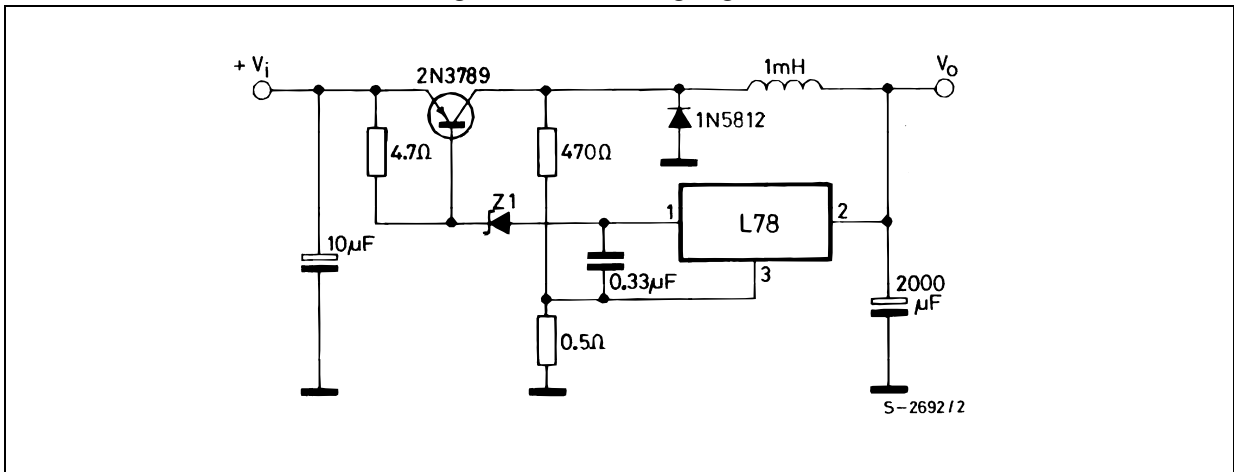 + Vi
2N3789
1mH
Vo
4.7Ω
470Ω
1N5812
Z1
1
L78
2
10µF
0.33µF
3
2000
µF
0.5Ω
S-2692/2